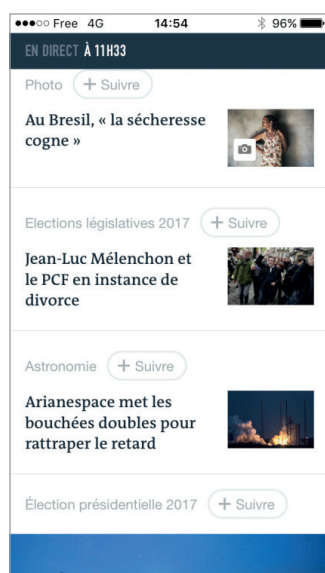 Free 4G 14:54 96%
EN DIRECT À 11H33
Photo + Suivre
Au Bresil, « la sécheresse
cogne »
Elections législatives 2017 + Suivre
Jean-Luc Mélenchon et
le PCF en instance de
divorce
Astronomie + Suivre
Arianespace met les
bouchées doubles pour
rattraper le retard
Élection présidentielle 2017 + Suivre